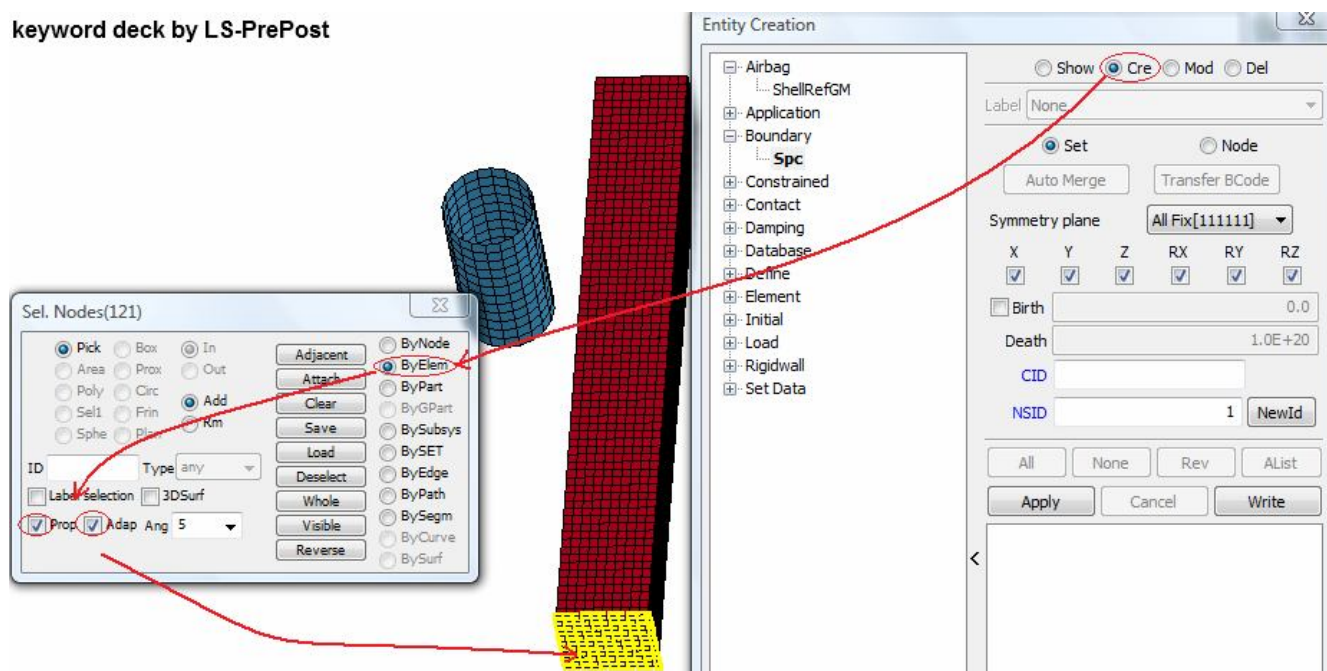 keyword deck by LS-PrePost
Entity Creation
Airbag
ShellRefGM
Application
Boundary
Spc
Constrained
Contact
Damping
Database
Define
Element
Initial
Load
Rigidwall
Set Data
Show Cre Mod Del
Label None
Set Node
Auto Merge Transfer BCode
Symmetry plane All Fix[111111]
X Y Z RX RY RZ
Birth 0.0
Death 1.0E+20
CID
NSID 1 NewId
All None Rev AList
Apply Cancel Write
<
Sel. Nodes(121)
Pick Box In
Area Prox Out
Poly Circ
Sel1 Frin Add
Sphe Plan Rm
ID Type any
Label selection 3DSurf
Prop Adap Ang 5
Adjacent
Attach
Clear
Save
Load
Deselect
Whole
Visible
Reverse
ByNode
ByElem
ByPart
ByGPart
BySubsys
BySET
ByEdge
ByPath
BySegm
ByCurve
BySurf